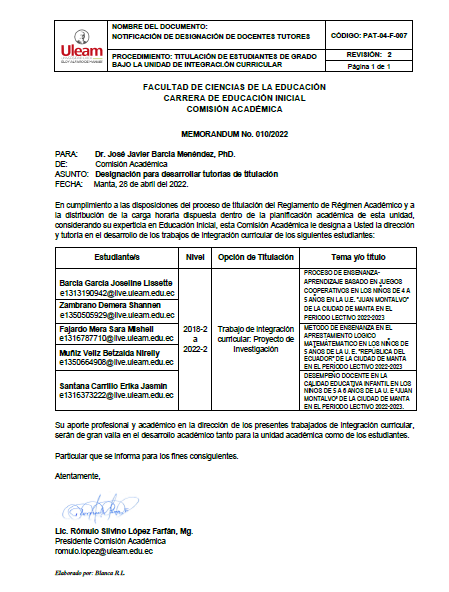 Uleam
NOMBRE DEL DOCUMENTO:
NOTIFICACIÓN DE DESIGNACIÓN DE DOCENTES TUTORES
CÓDIGO: PAT-04-F-007
PROCEDIMIENTO: TITULACIÓN DE ESTUDIANTES DE GRADO
BAJO LA UNIDAD DE INTEGRACIÓN CURRICULAR
REVISIÓN: 2
Página 1 de 1
FACULTAD DE CIENCIAS DE LA EDUCACIÓN
CARRERA DE EDUCACIÓN INICIAL
COMISIÓN ACADÉMICA
MEMORANDUM No. 010/2022
PARA: Dr. José Javier Barcia Menéndez, PhD.
DE: Comisión Académica
ASUNTO: Designación para desarrollar tutorías de titulación
FECHA: Manta, 28 de abril del 2022.
En cumplimiento a las disposiciones del proceso de titulación del Reglamento de Régimen Académico y a
la distribución de la carga horaria dispuesta dentro de la planificación académica de esta unidad,
considerando su experticia en Educación Inicial, esta Comisión Académica le designa a Usted la dirección
y tutoría en el desarrollo de los trabajos de integración curricular de los siguientes estudiantes:
Estudiante/s Nivel Opción de Titulación Tema y/o título
Barcia García Joseline Lissette
e1313190942@live.uleam.edu.ec
Zambrano Demera Shannen
e1350505929@live.uleam.edu.ec
PROCESO DE ENSEÑANZA-
APRENDIZAJE BASADO EN JUEGOS
COOPERATIVOS EN LOS NIÑOS DE 4 A
5 AÑOS EN LA U.E. "JUAN MONTALVO"
DE LA CIUDAD DE MANTA EN EL
PERIODO LECTIVO 2022-2023
Fajardo Mera Sara Mishell
e1316787710@live.uleam.edu.ec
Muñiz Veliz Betzaida Nirelly
e1350664908@live.uleam.edu.ec
2018-2
a
2022-2
Trabajo de integración
curricular: Proyecto de
Investigación
METODO DE ENSEÑANZA EN EL
APRESTAMIENTO LOGICO
MATEMÁTEMATICO EN LOS NIÑOS DE
5 AÑOS DE LA U.E. "REPÚBLICA DEL
ECUADOR" DE LA CIUDAD DE MANTA
EN EL PERIODO LECTIVO 2022-2023
Santana Carrillo Erika Jasmin
e1316373222@live.uleam.edu.ec
DESEMPEÑO DOCENTE EN LA
CALIDAD EDUCATIVA INFANTIL EN LOS
NIÑOS DE 5 A 6 AÑOS DE LA U.E "JUAN
MONTALVO" DE LA CIUDAD DE MANTA
EN EL PERIODO LECTIVO 2022-2023.
Su aporte profesional y académico en la dirección de los presentes trabajados de integración curricular,
serán de gran valía en el desarrollo académico tanto para la unidad académica como de los estudiantes.
Particular que se informa para los fines consiguientes.
Atentamente,
Lic. Rómulo Silvino López Farfán, Mg.
Presidente Comisión Académica
romulo.lopez@uleam.edu.ec
Elaborado por: Blanca R.L.